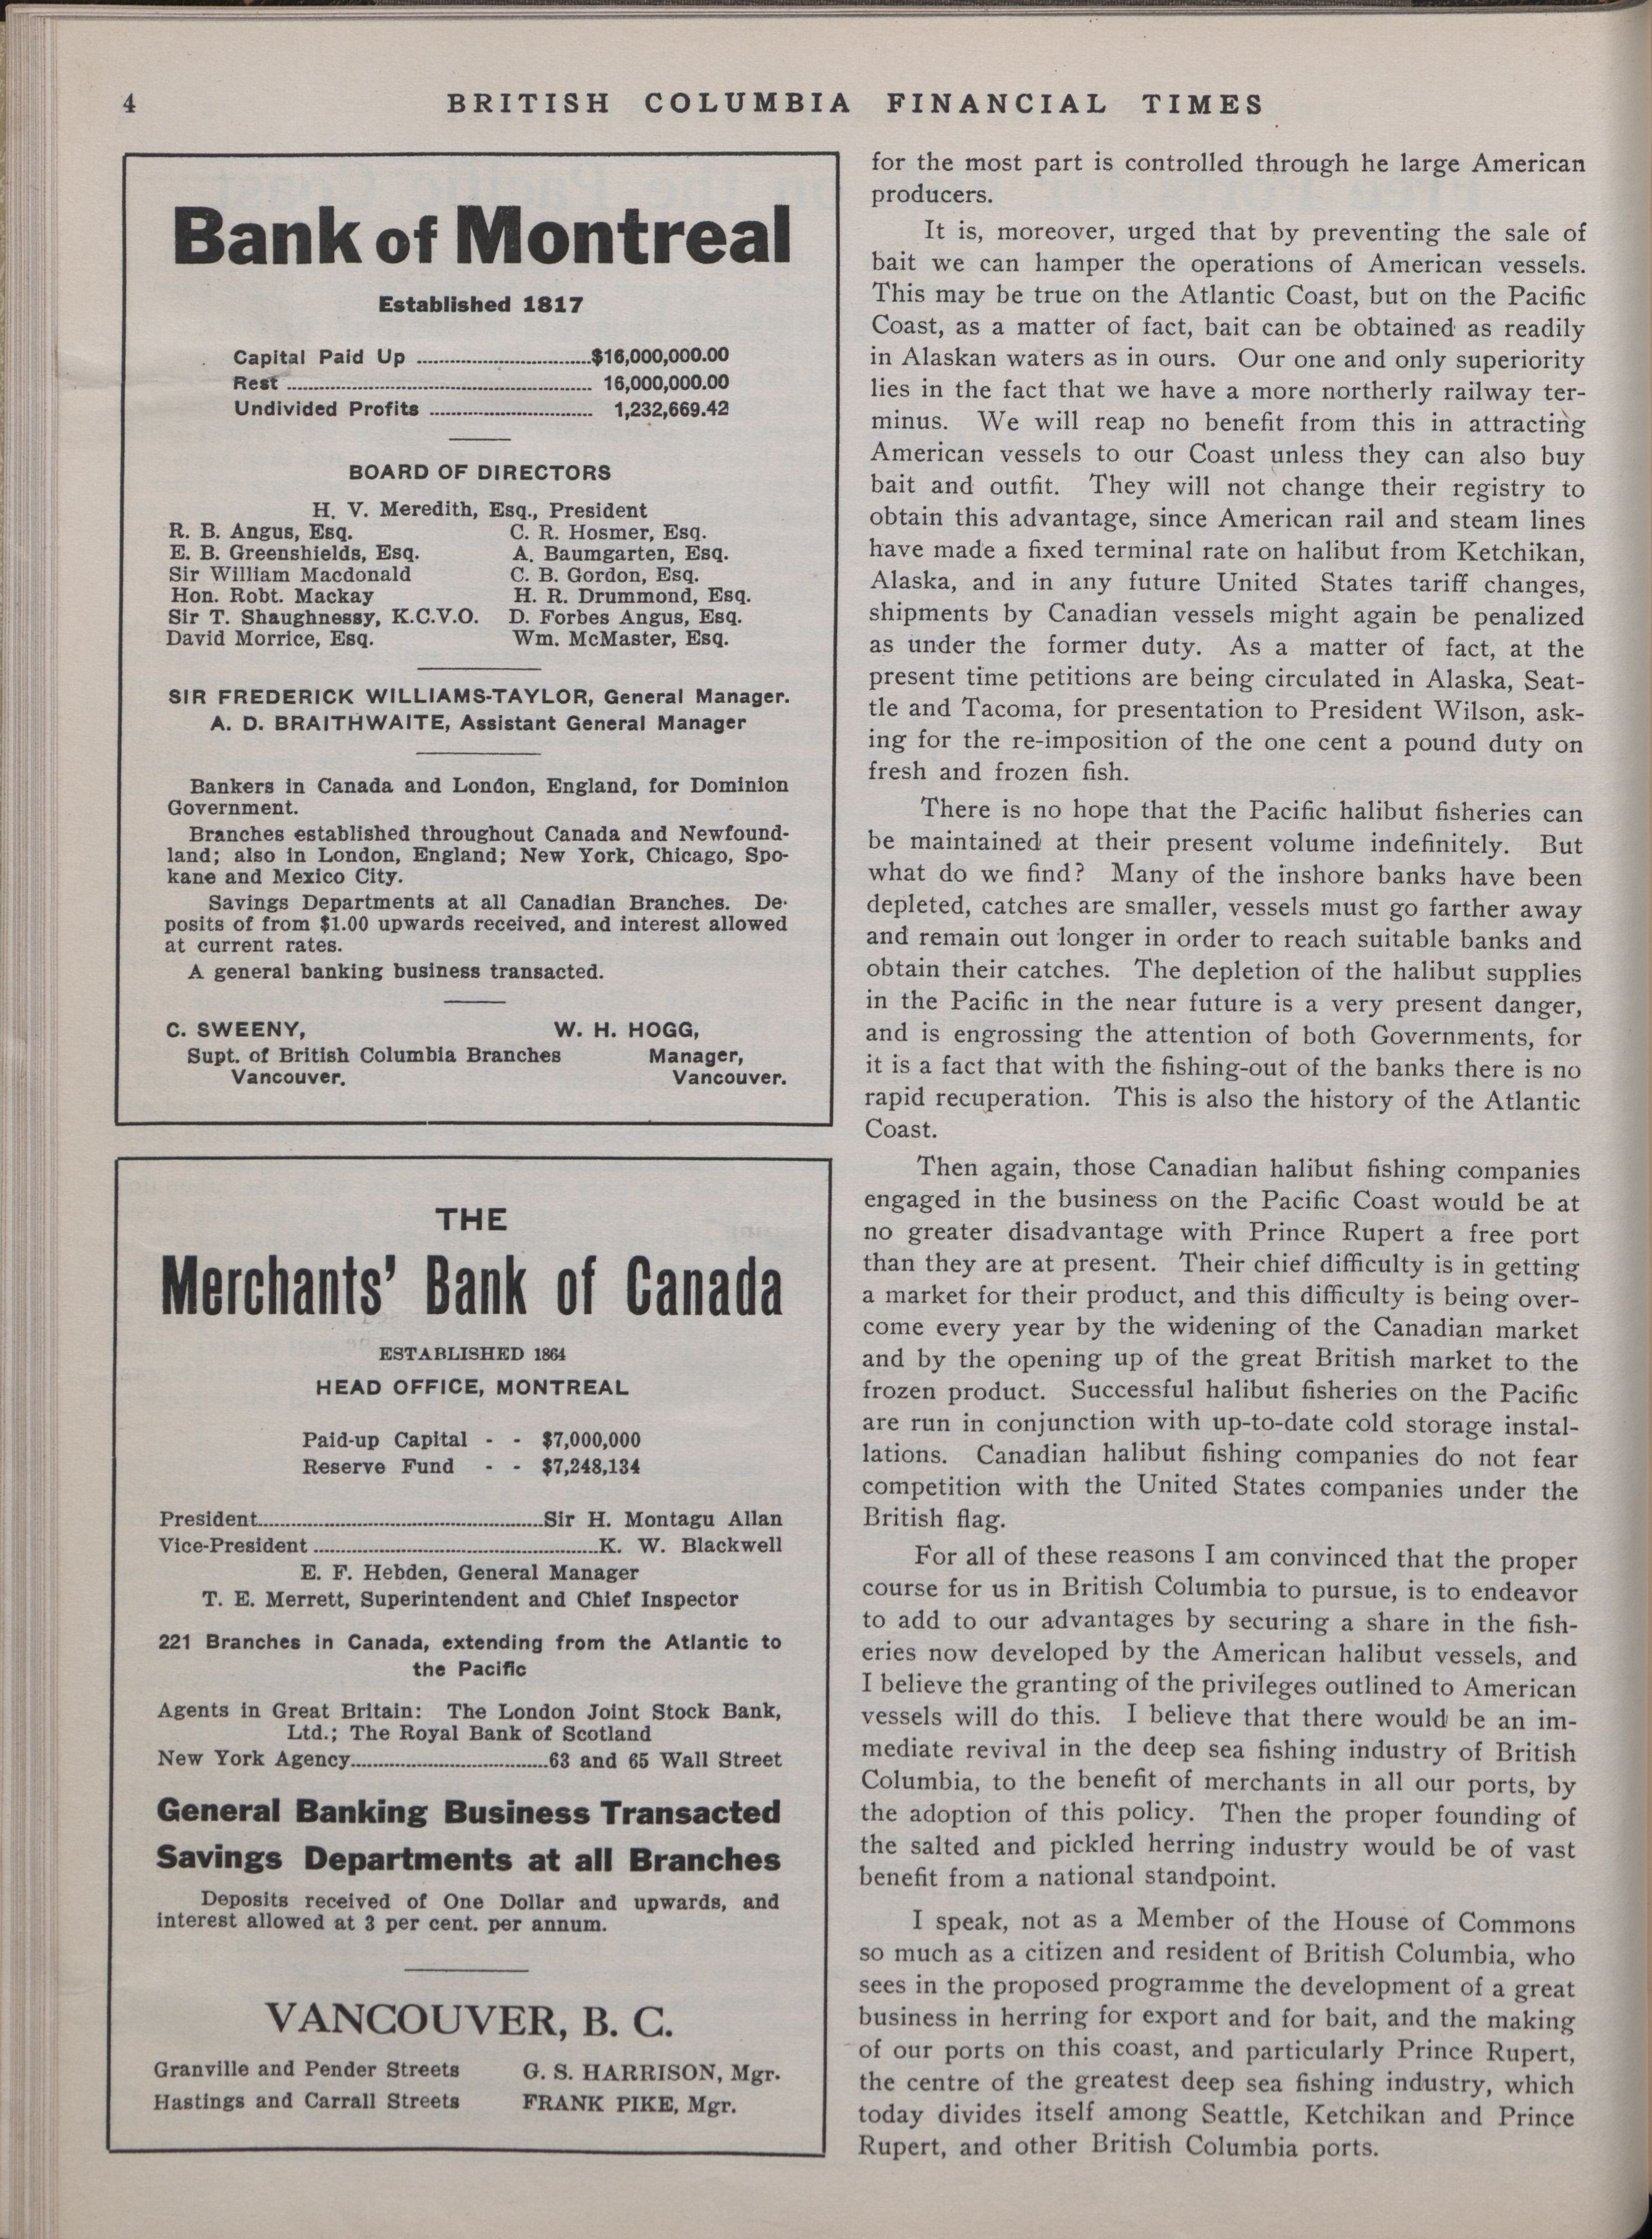 4
BRITISH COLUMBIA FINANCIAL TIMES
Bank of Montreal
Established 1817
Capital Paid Up ................................$16,000,000.00
Rest ........................................................ 16,000,000.00
Undivided Profits .............................. 1,232,669.42
BOARD OF DIRECTORS
H. V. Meredith, Esq., President
R. B. Angus, Esq. C. R. Hosmer, Esq.
E. B. Greenshields, Esq. A. Baumgarten, Esq.
Sir William Macdonald C. B. Gordon, Esq.
Hon. Robt. Mackay H. R. Drummond, Esq.
Sir T. Shaughnessy, K.C.V.O. D. Forbes Angus, Esq.
David Morrice, Esq. Wm. McMaster, Esq.
SIR FREDERICK WILLIAMS-TAYLOR, General Manager.
A. D. BRAITHWAITE, Assistant General Manager
Bankers in Canada and London, England, for Dominion
Government.
Branches established throughout Canada and Newfound-
land; also in London, England; New York, Chicago, Spo-
kane and Mexico City.
Savings Departments at all Canadian Branches. De-
posits of from $1.00 upwards received, and interest allowed
at current rates.
A general banking business transacted.
C. SWEENY, W. H. HOGG,
Supt. of British Columbia Branches Manager,
Vancouver. Vancouver.
THE
Merchants' Bank of Canada
ESTABLISHED 1864
HEAD OFFICE, MONTREAL
Paid-up Capital - - $7,000,000
Reserve Fund - - $7,248,134
President....................................................Sir H. Montagu Allan
Vice-President....................................................K. W. Blackwell
E. F. Hebden, General Manager
T. E. Merrett, Superintendent and Chief Inspector
221 Branches in Canada, extending from the Atlantic to
the Pacific
Agents in Great Britain: The London Joint Stock Bank,
Ltd.; The Royal Bank of Scotland
New York Agency....................................63 and 65 Wall Street
General Banking Business Transacted
Savings Departments at all Branches
Deposits received of One Dollar and upwards, and
interest allowed at 3 per cent. per annum.
VANCOUVER, B. C.
Granville and Pender Streets G. S. HARRISON, Mgr.
Hastings and Carrall Streets FRANK PIKE, Mgr.
for the most part is controlled through he large American
producers.
It is, moreover, urged that by preventing the sale of
bait we can hamper the operations of American vessels.
This may be true on the Atlantic Coast, but on the Pacific
Coast, as a matter of fact, bait can be obtained as readily
in Alaskan waters as in ours. Our one and only superiority
lies in the fact that we have a more northerly railway ter-
minus. We will reap no benefit from this in attracting
American vessels to our Coast unless they can also buy
bait and outfit. They will not change their registry to
obtain this advantage, since American rail and steam lines
have made a fixed terminal rate on halibut from Ketchikan,
Alaska, and in any future United States tariff changes,
shipments by Canadian vessels might again be penalized
as under the former duty. As a matter of fact, at the
present time petitions are being circulated in Alaska, Seat-
tle and Tacoma, for presentation to President Wilson, ask-
ing for the re-imposition of the one cent a pound duty on
fresh and frozen fish.
There is no hope that the Pacific halibut fisheries can
be maintained at their present volume indefinitely. But
what do we find? Many of the inshore banks have been
depleted, catches are smaller, vessels must go farther away
and remain out longer in order to reach suitable banks and
obtain their catches. The depletion of the halibut supplies
in the Pacific in the near future is a very present danger,
and is engrossing the attention of both Governments, for
it is a fact that with the fishing-out of the banks there is no
rapid recuperation. This is also the history of the Atlantic
Coast.
Then again, those Canadian halibut fishing companies
engaged in the business on the Pacific Coast would be at
no greater disadvantage with Prince Rupert a free port
than they are at present. Their chief difficulty is in getting
a market for their product, and this difficulty is being over-
come every year by the widening of the Canadian market
and by the opening up of the great British market to the
frozen product. Successful halibut fisheries on the Pacific
are run in conjunction with up-to-date cold storage instal-
lations. Canadian halibut fishing companies do not fear
competition with the United States companies under the
British flag.
For all of these reasons I am convinced that the proper
course for us in British Columbia to pursue, is to endeavor
to add to our advantages by securing a share in the fish-
eries now developed by the American halibut vessels, and
I believe the granting of the privileges outlined to American
vessels will do this. I believe that there would be an im-
mediate revival in the deep sea fishing industry of British
Columbia, to the benefit of merchants in all our ports, by
the adoption of this policy. Then the proper founding of
the salted and pickled herring industry would be of vast
benefit from a national standpoint.
I speak, not as a Member of the House of Commons
so much as a citizen and resident of British Columbia, who
sees in the proposed programme the development of a great
business in herring for export and for bait, and the making
of our ports on this coast, and particularly Prince Rupert,
the centre of the greatest deep sea fishing industry, which
today divides itself among Seattle, Ketchikan and Prince
Rupert, and other British Columbia ports.